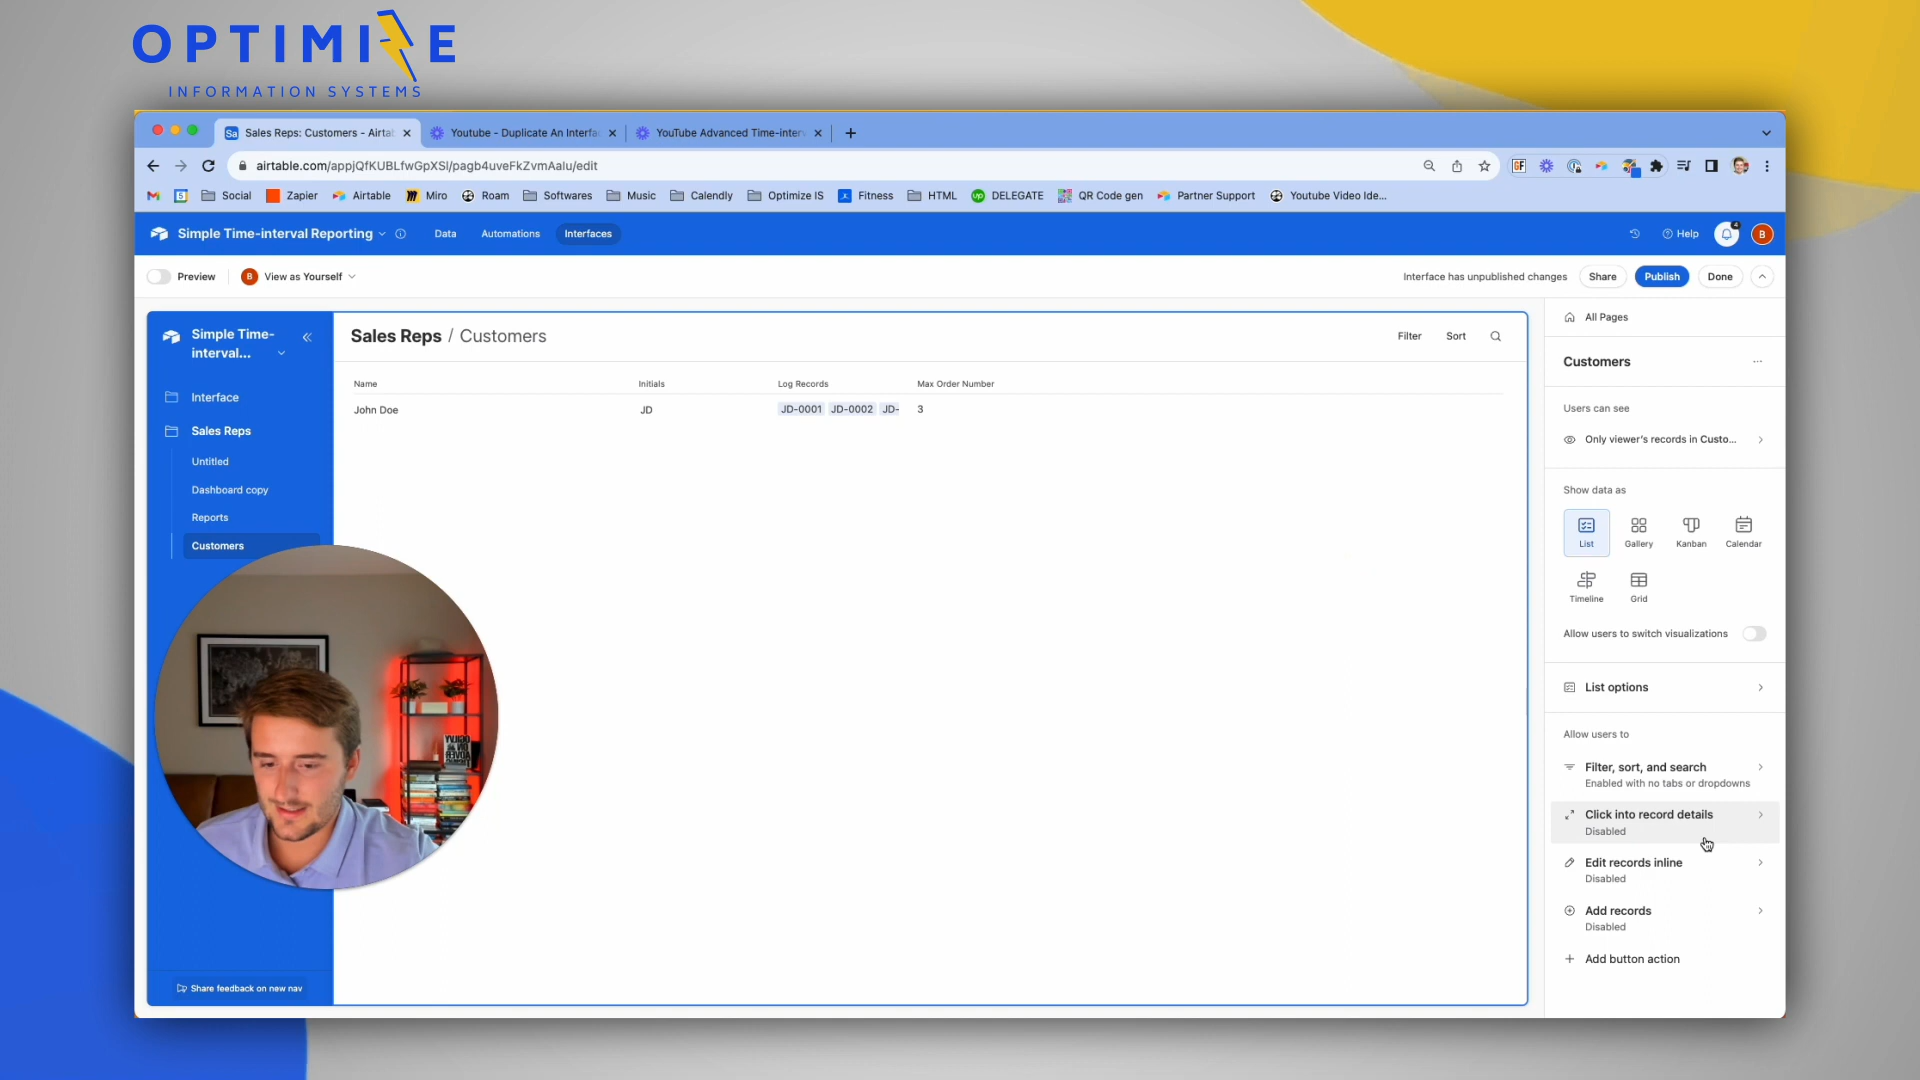 OPTIMIZE
INFORMATION SYSTEMS
Sa Sales Reps: Customers - Airtab
Youtube - Duplicate An Interfa
YouTube Advanced Time-inter
airtable.com/appjQfKUBLfwGpXSl/pagb4uveFkZvmAalu/edit
Social
Zapier
Airtable
Miro
Roam
Softwares
Music
Calendly
Optimize IS
Fitness
HTML
DELEGATE
QR Code gen
Partner Support
Youtube Video Ide...
Simple Time-interval Reporting
Data
Automations
Interfaces
Help
4
B
Preview
B View as Yourself
Interface has unpublished changes
Share
Publish
Done
Simple Time-
interval...
Interface
Sales Reps
Untitled
Dashboard copy
Reports
Customers
Share feedback on new nav
Sales Reps / Customers
Filter
Sort
Name Initials Log Records Max Order Number
John Doe JD JD-0001 JD-0002 JD- 3
OGILVY
ON
All Pages
Customers
Users can see
Only viewer's records in Custo...
Show data as
List
Gallery
Kanban
Calendar
Timeline
Grid
Allow users to switch visualizations
List options
Allow users to
Filter, sort, and search
Enabled with no tabs or dropdowns
Click into record details
Disabled
Edit records inline
Disabled
Add records
Disabled
Add button action